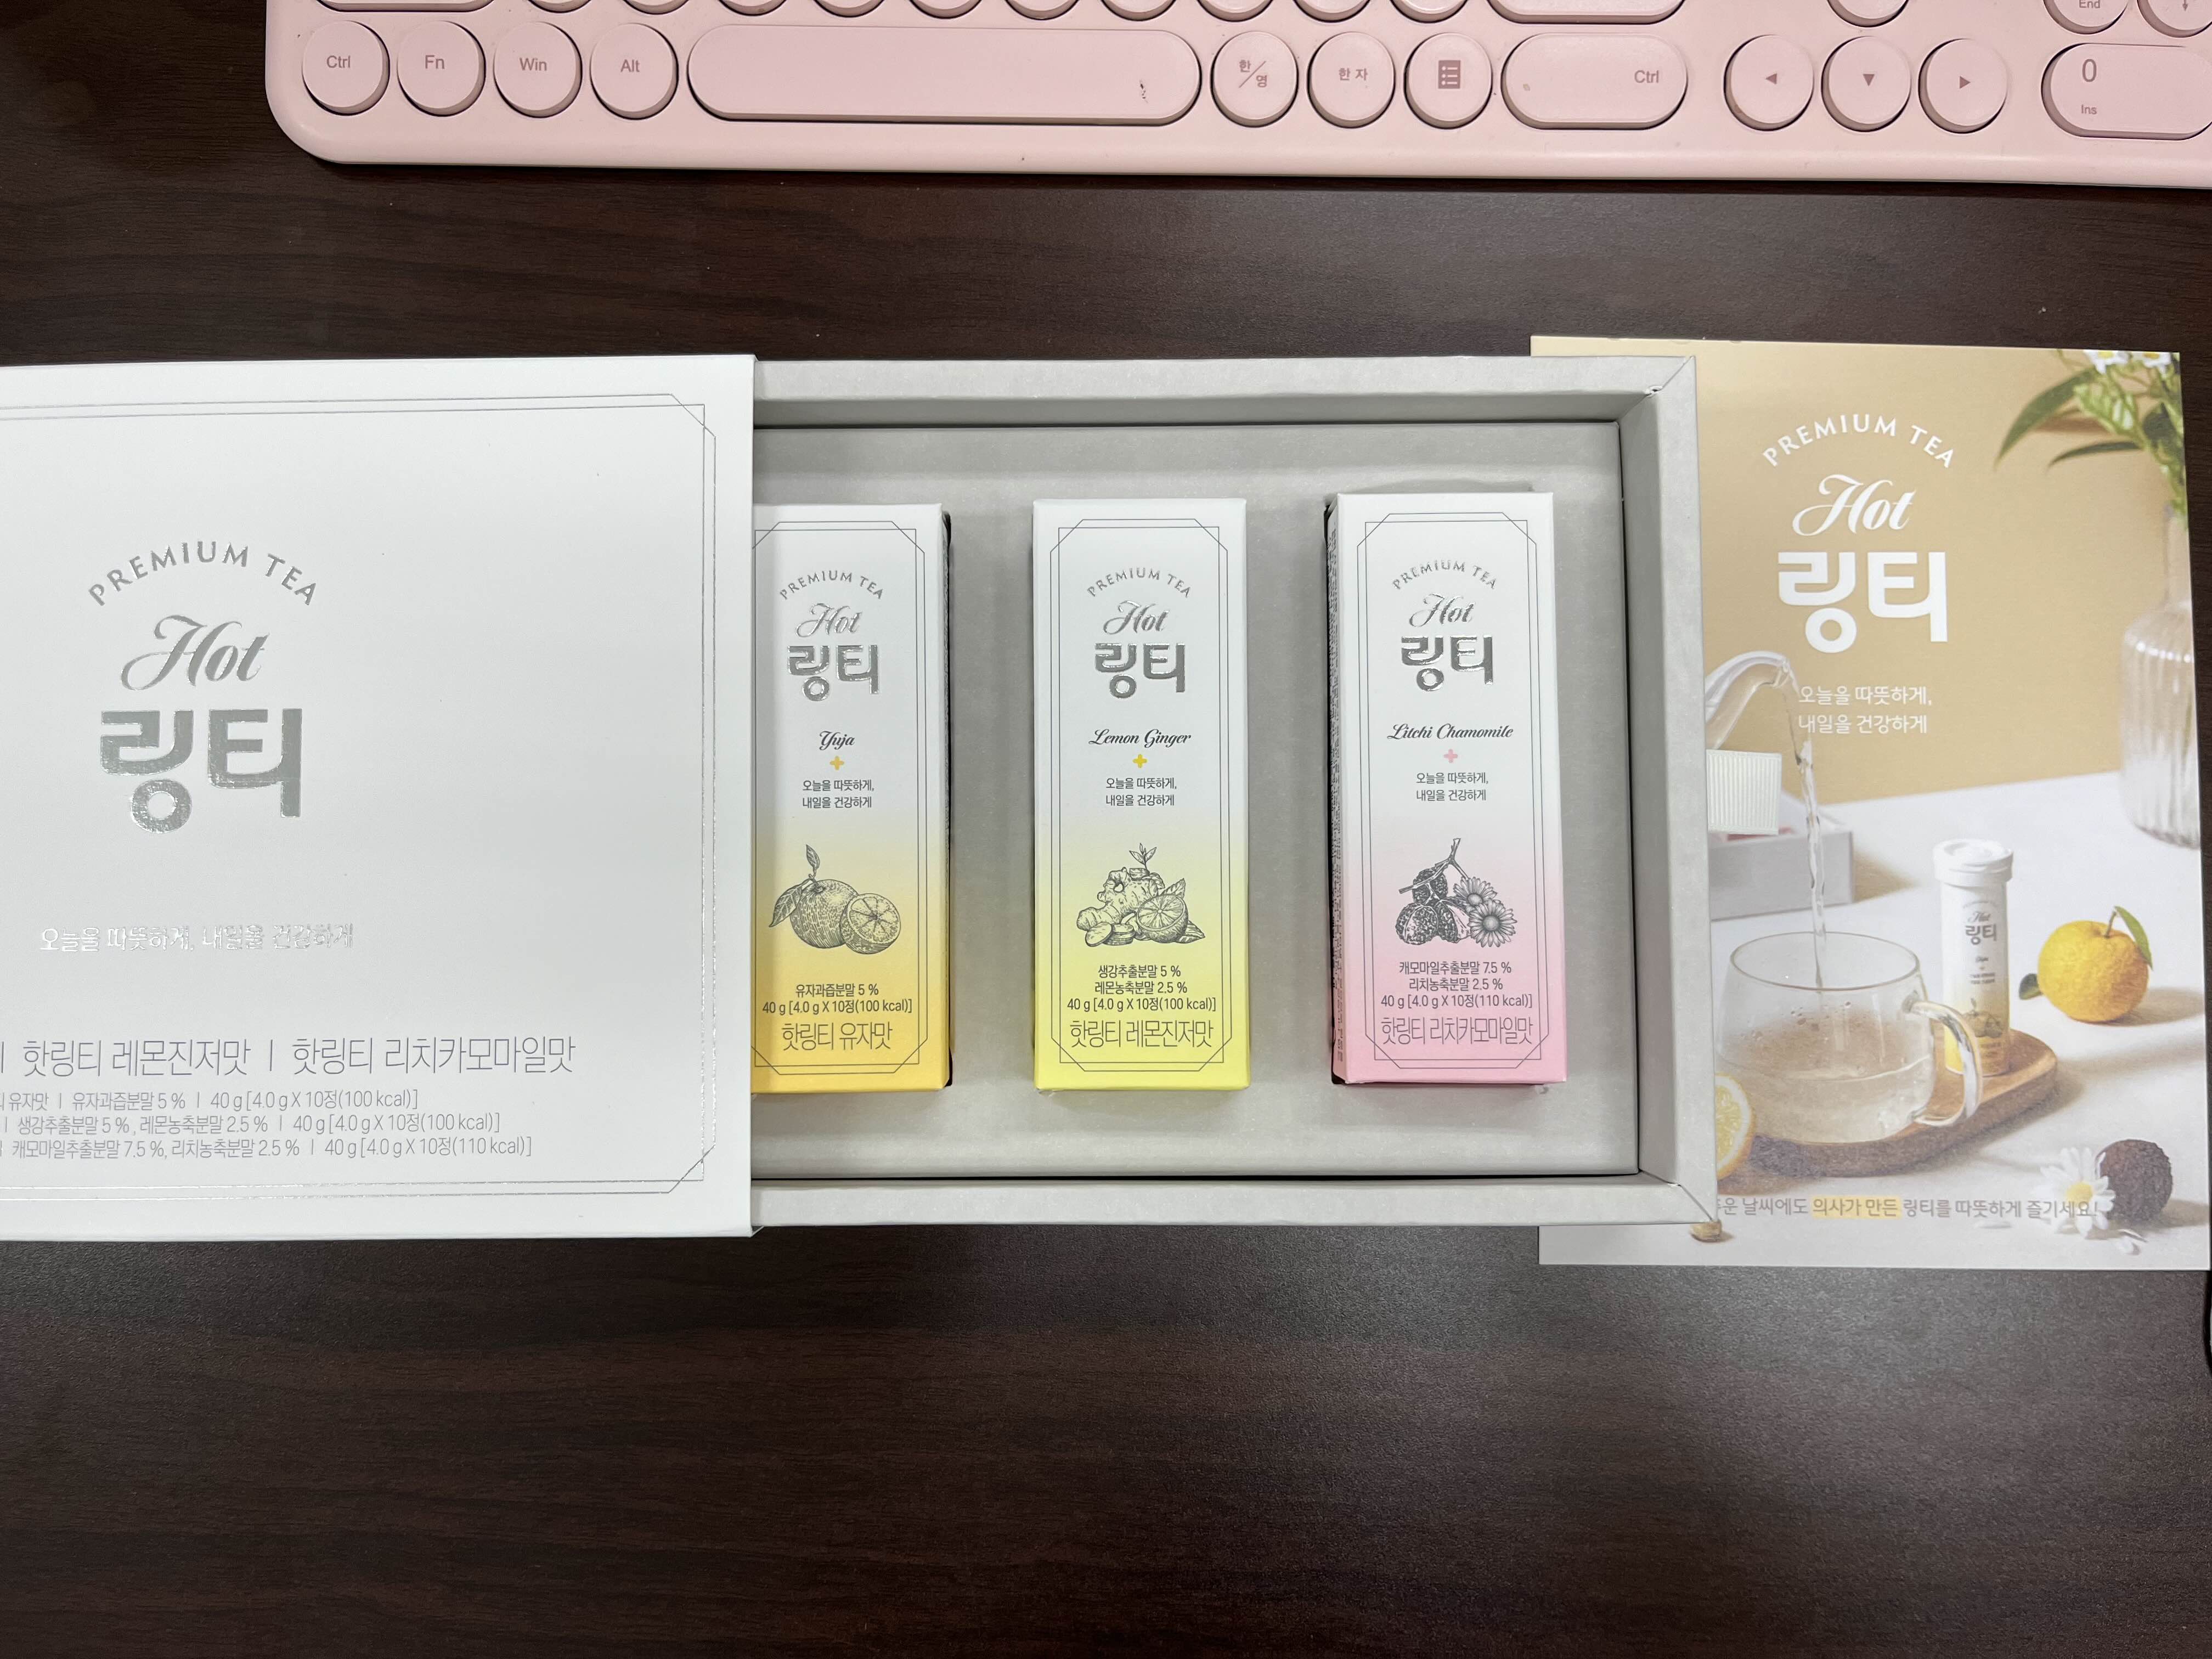 Ctrl
Fn
Win
Alt
한/영
한자
Ctrl
End
0
Ins
PREMIUM TEA
Hot
링티
오늘을 따뜻하게, 내일을 건강하게
핫링티 레몬진저맛 | 핫링티 리치카모마일맛
유자맛 | 유자과즙분말 5 % | 40 g [4.0 g X 10정(100 kcal)]
생강추출분말 5 %, 레몬농축분말 2.5 % | 40 g [4.0 g X 10정(100 kcal)]
캐모마일추출분말 7.5 %, 리치농축분말 2.5 % | 40 g [4.0 g X 10정(110 kcal)]
PREMIUM TEA
Hot
링티
Yuja
오늘을 따뜻하게,
내일을 건강하게
유자과즙분말 5 %
40 g [4.0 g X 10정(100 kcal)]
핫링티 유자맛
PREMIUM TEA
Hot
링티
Lemon Ginger
오늘을 따뜻하게,
내일을 건강하게
생강추출분말 5 %
레몬농축분말 2.5 %
40 g [4.0 g X 10정(100 kcal)]
핫링티 레몬진저맛
PREMIUM TEA
Hot
링티
Litchi Chamomile
오늘을 따뜻하게,
내일을 건강하게
캐모마일추출분말 7.5 %
리치농축분말 2.5 %
40 g [4.0 g X 10정(110 kcal)]
핫링티 리치카모마일맛
PREMIUM TEA
Hot
링티
오늘을 따뜻하게,
내일을 건강하게
Hot
링티
날씨에도 의사가 만든 링티를 따뜻하게 즐기세요!